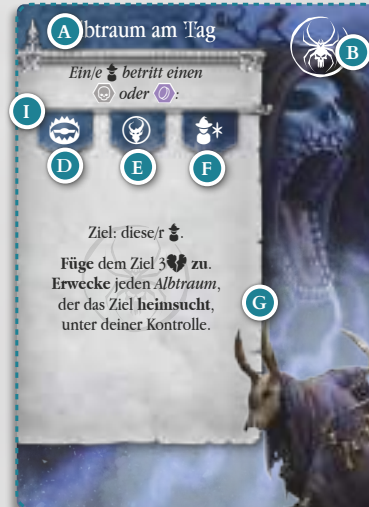 A lbtraum am Tag
B
Ein/e betritt einen
oder :
I
D
E
F
Ziel: diese/r .
Füge dem Ziel 3 zu.
Erwecke jeden Albtraum,
der das Ziel heimsucht,
unter deiner Kontrolle.
G